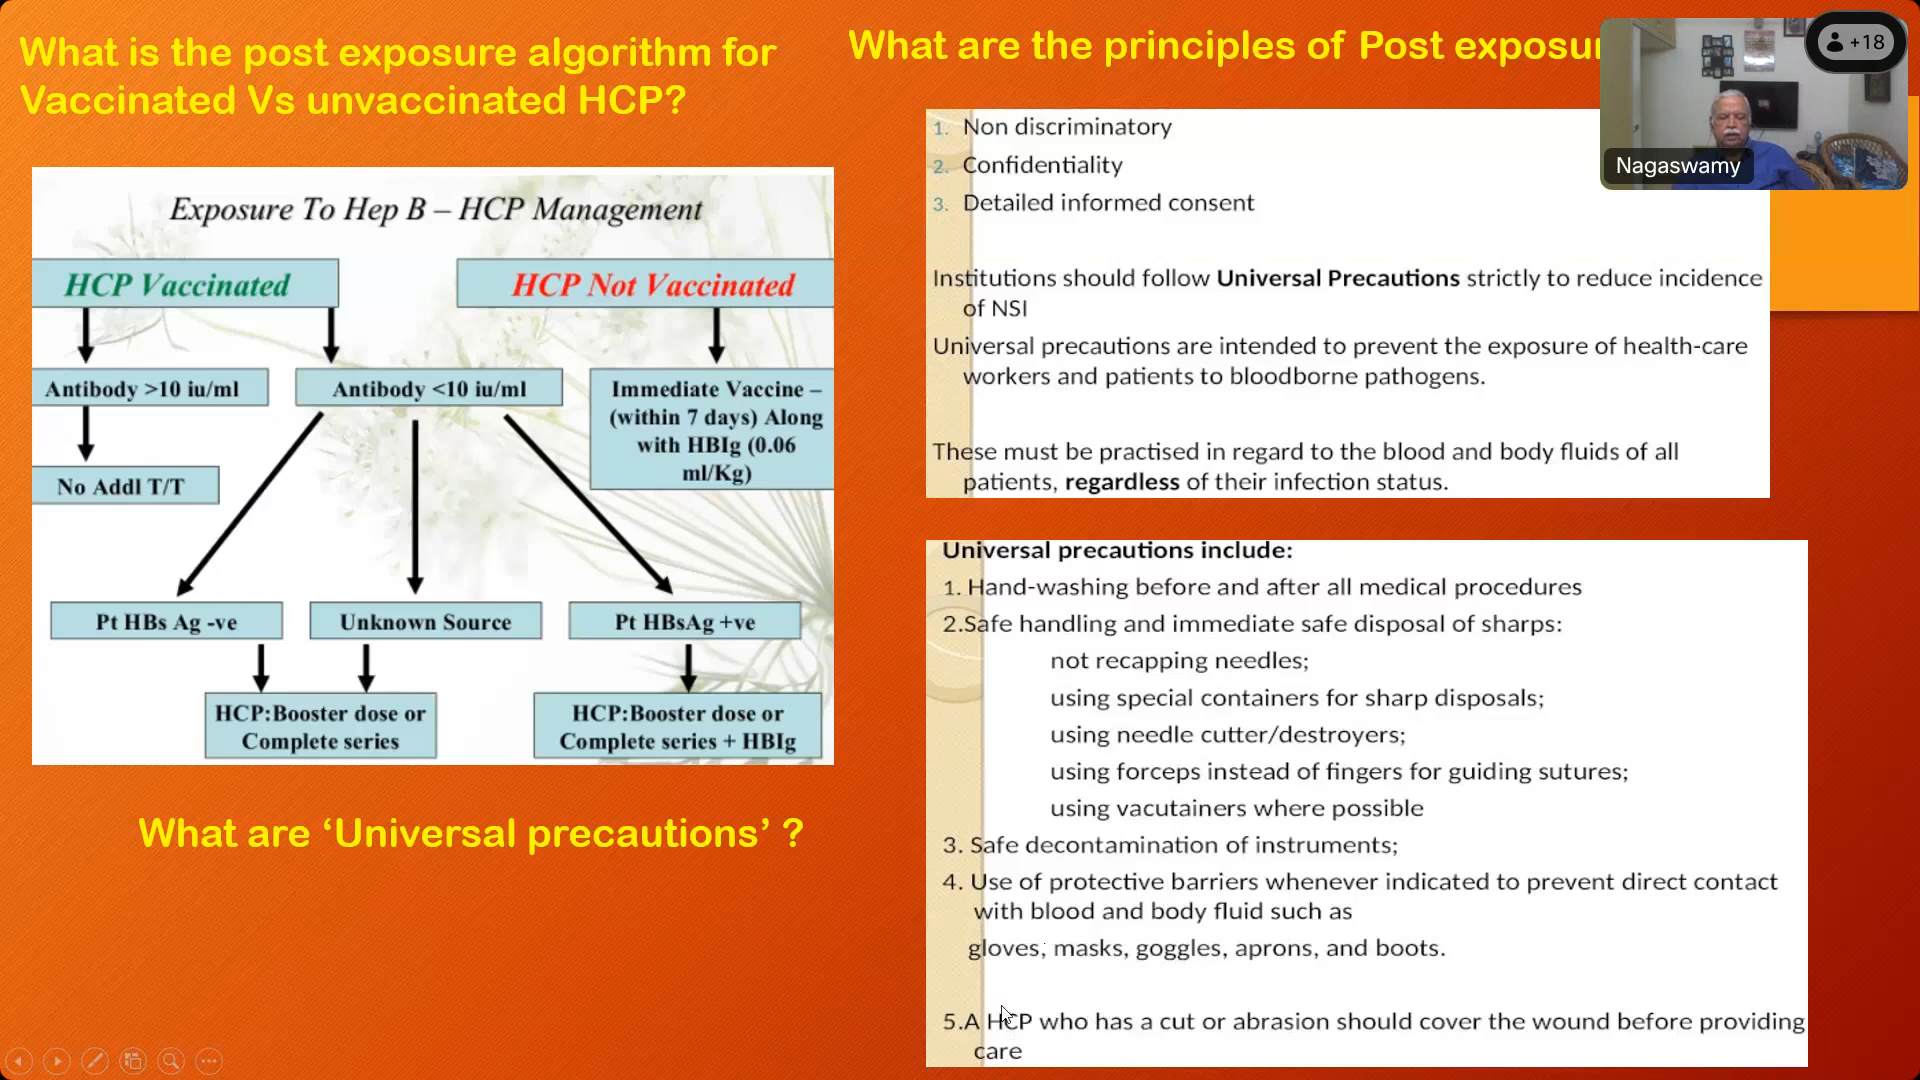 What is the post exposure algorithm for
Vaccinated Vs unvaccinated HCP?
Exposure To Hep B – HCP Management
HCP Vaccinated
HCP Not Vaccinated
Antibody >10 iu/ml
Antibody <10 iu/ml
Immediate Vaccine –
(within 7 days) Along
with HBIg (0.06
ml/Kg)
No Addl T/T
Pt HBs Ag -ve
Unknown Source
Pt HBsAg +ve
HCP:Booster dose or
Complete series
HCP:Booster dose or
Complete series + HBIg
What are ‘Universal precautions’ ?
What are the principles of Post
1. Non discriminatory
2. Confidentiality
3. Detailed informed consent
Institutions should follow Universal Precautions strictly to reduce incidence
of NSI
Universal precautions are intended to prevent the exposure of health-care
workers and patients to bloodborne pathogens.
These must be practised in regard to the blood and body fluids of all
patients, regardless of their infection status.
Universal precautions include:
1. Hand-washing before and after all medical procedures
2.Safe handling and immediate safe disposal of sharps:
not recapping needles;
using special containers for sharp disposals;
using needle cutter/destroyers;
using forceps instead of fingers for guiding sutures;
using vacutainers where possible
3. Safe decontamination of instruments;
4. Use of protective barriers whenever indicated to prevent direct contact
with blood and body fluid such as
gloves, masks, goggles, aprons, and boots.
5.A HCP who has a cut or abrasion should cover the wound before providing
care
+18
Nagaswamy